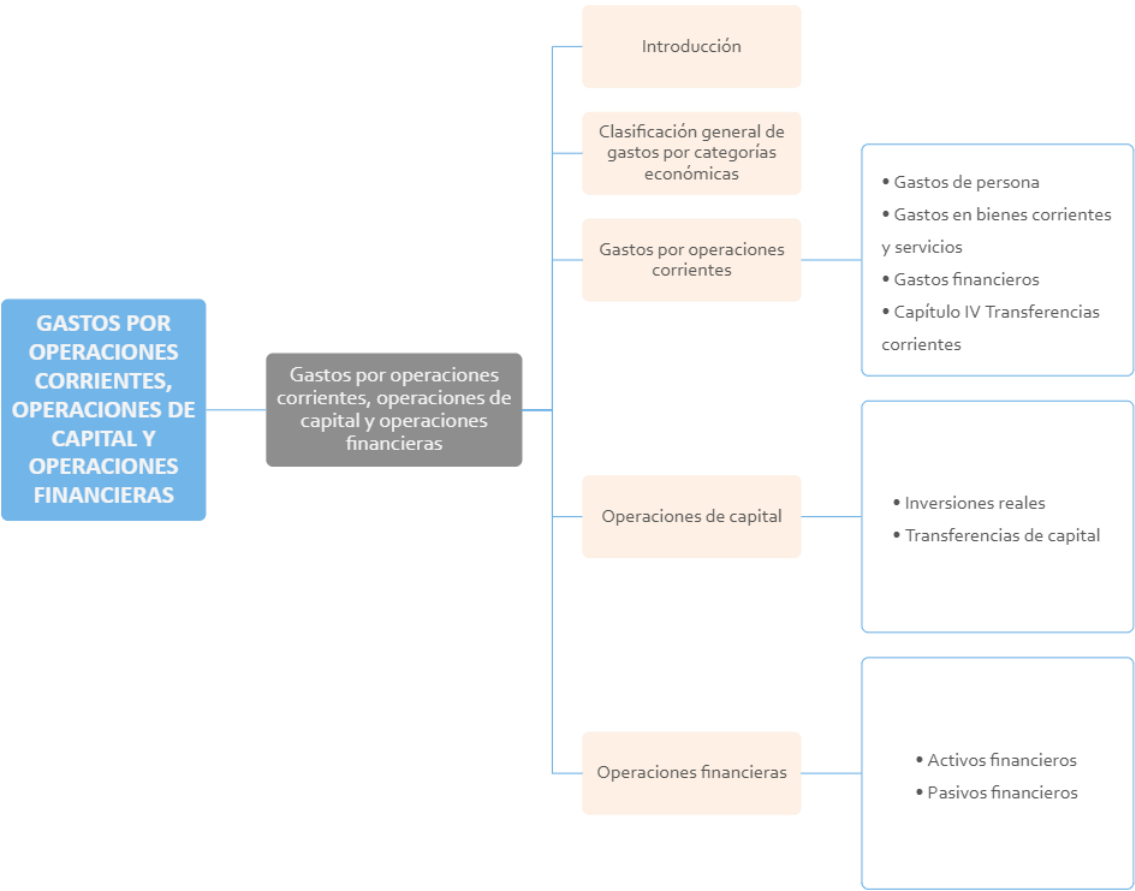 GASTOS POR
OPERACIONES
CORRIENTES,
OPERACIONES DE
CAPITAL Y
OPERACIONES
FINANCIERAS
Gastos por operaciones
corrientes, operaciones de
capital y operaciones
financieras
Introducción
Clasificación general de
gastos por categorías
económicas
Gastos por operaciones
corrientes
• Gastos de persona
• Gastos en bienes corrientes
y servicios
• Gastos financieros
• Capítulo IV Transferencias
corrientes
Operaciones de capital
• Inversiones reales
• Transferencias de capital
Operaciones financieras
• Activos financieros
• Pasivos financieros